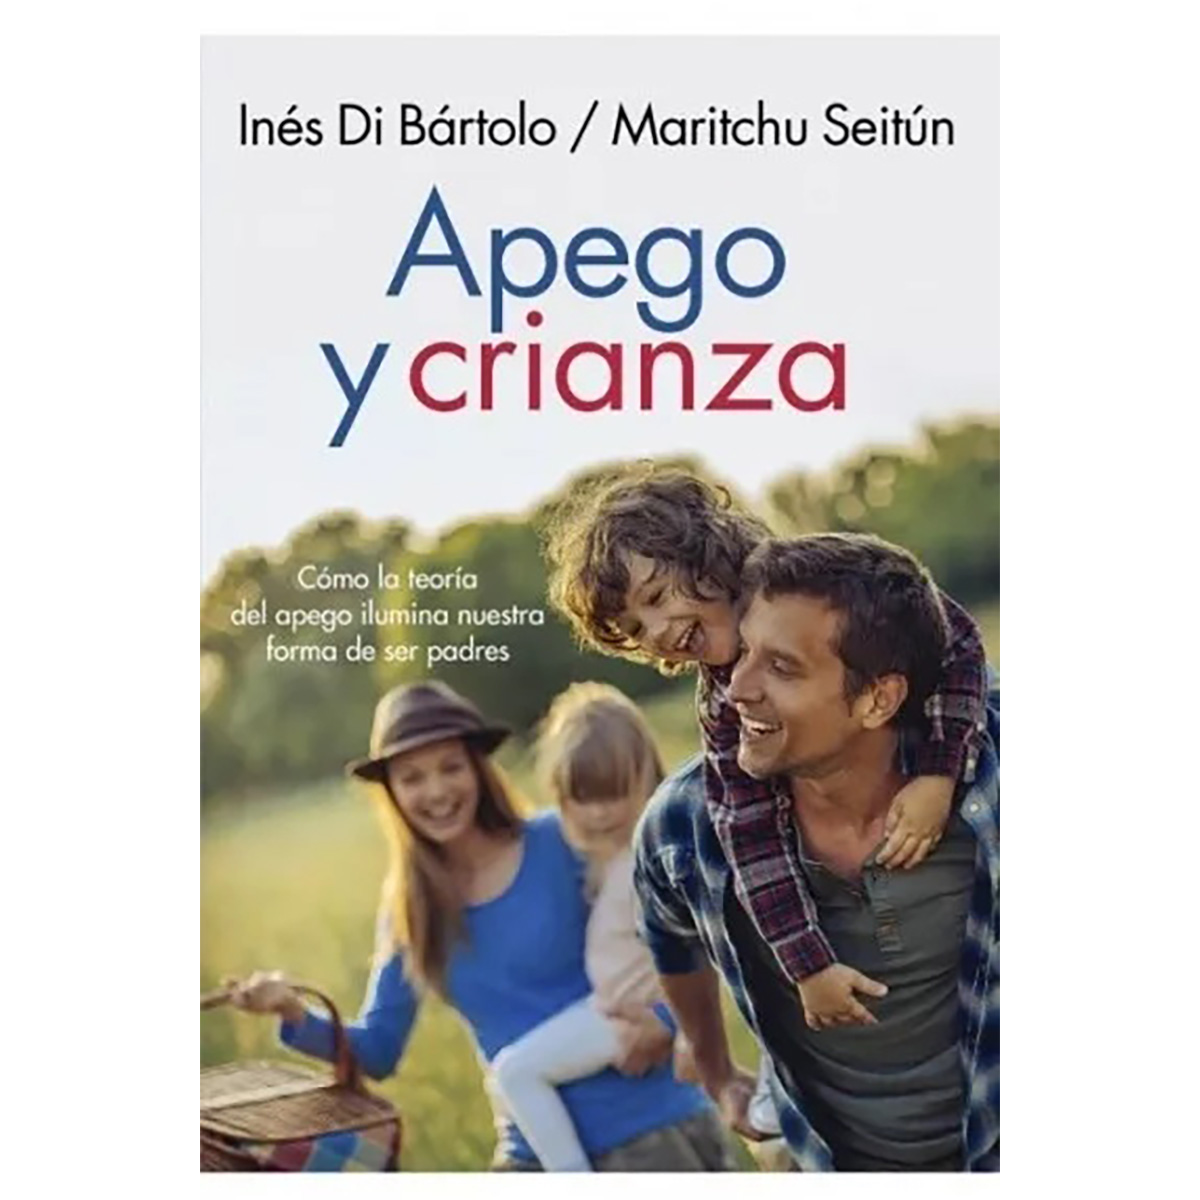 Inés Di Bártolo / Maritchu Seitún
Apego
y crianza
Cómo la teoría
del apego ilumina nuestra
forma de ser padres